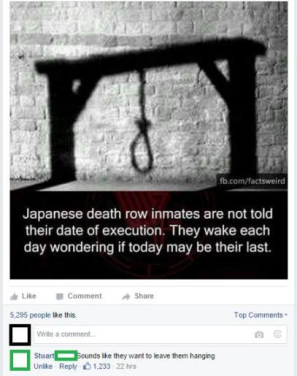 fb.com/factsweird
Japanese death row inmates are not told
their date of execution. They wake each
day wondering if today may be their last.
Like Comment Share
5,295 people like this. Top Comments
Write a comment...
Stuart Sounds like they want to leave them hanging
Unlike · Reply · 1,233 · 22 hrs